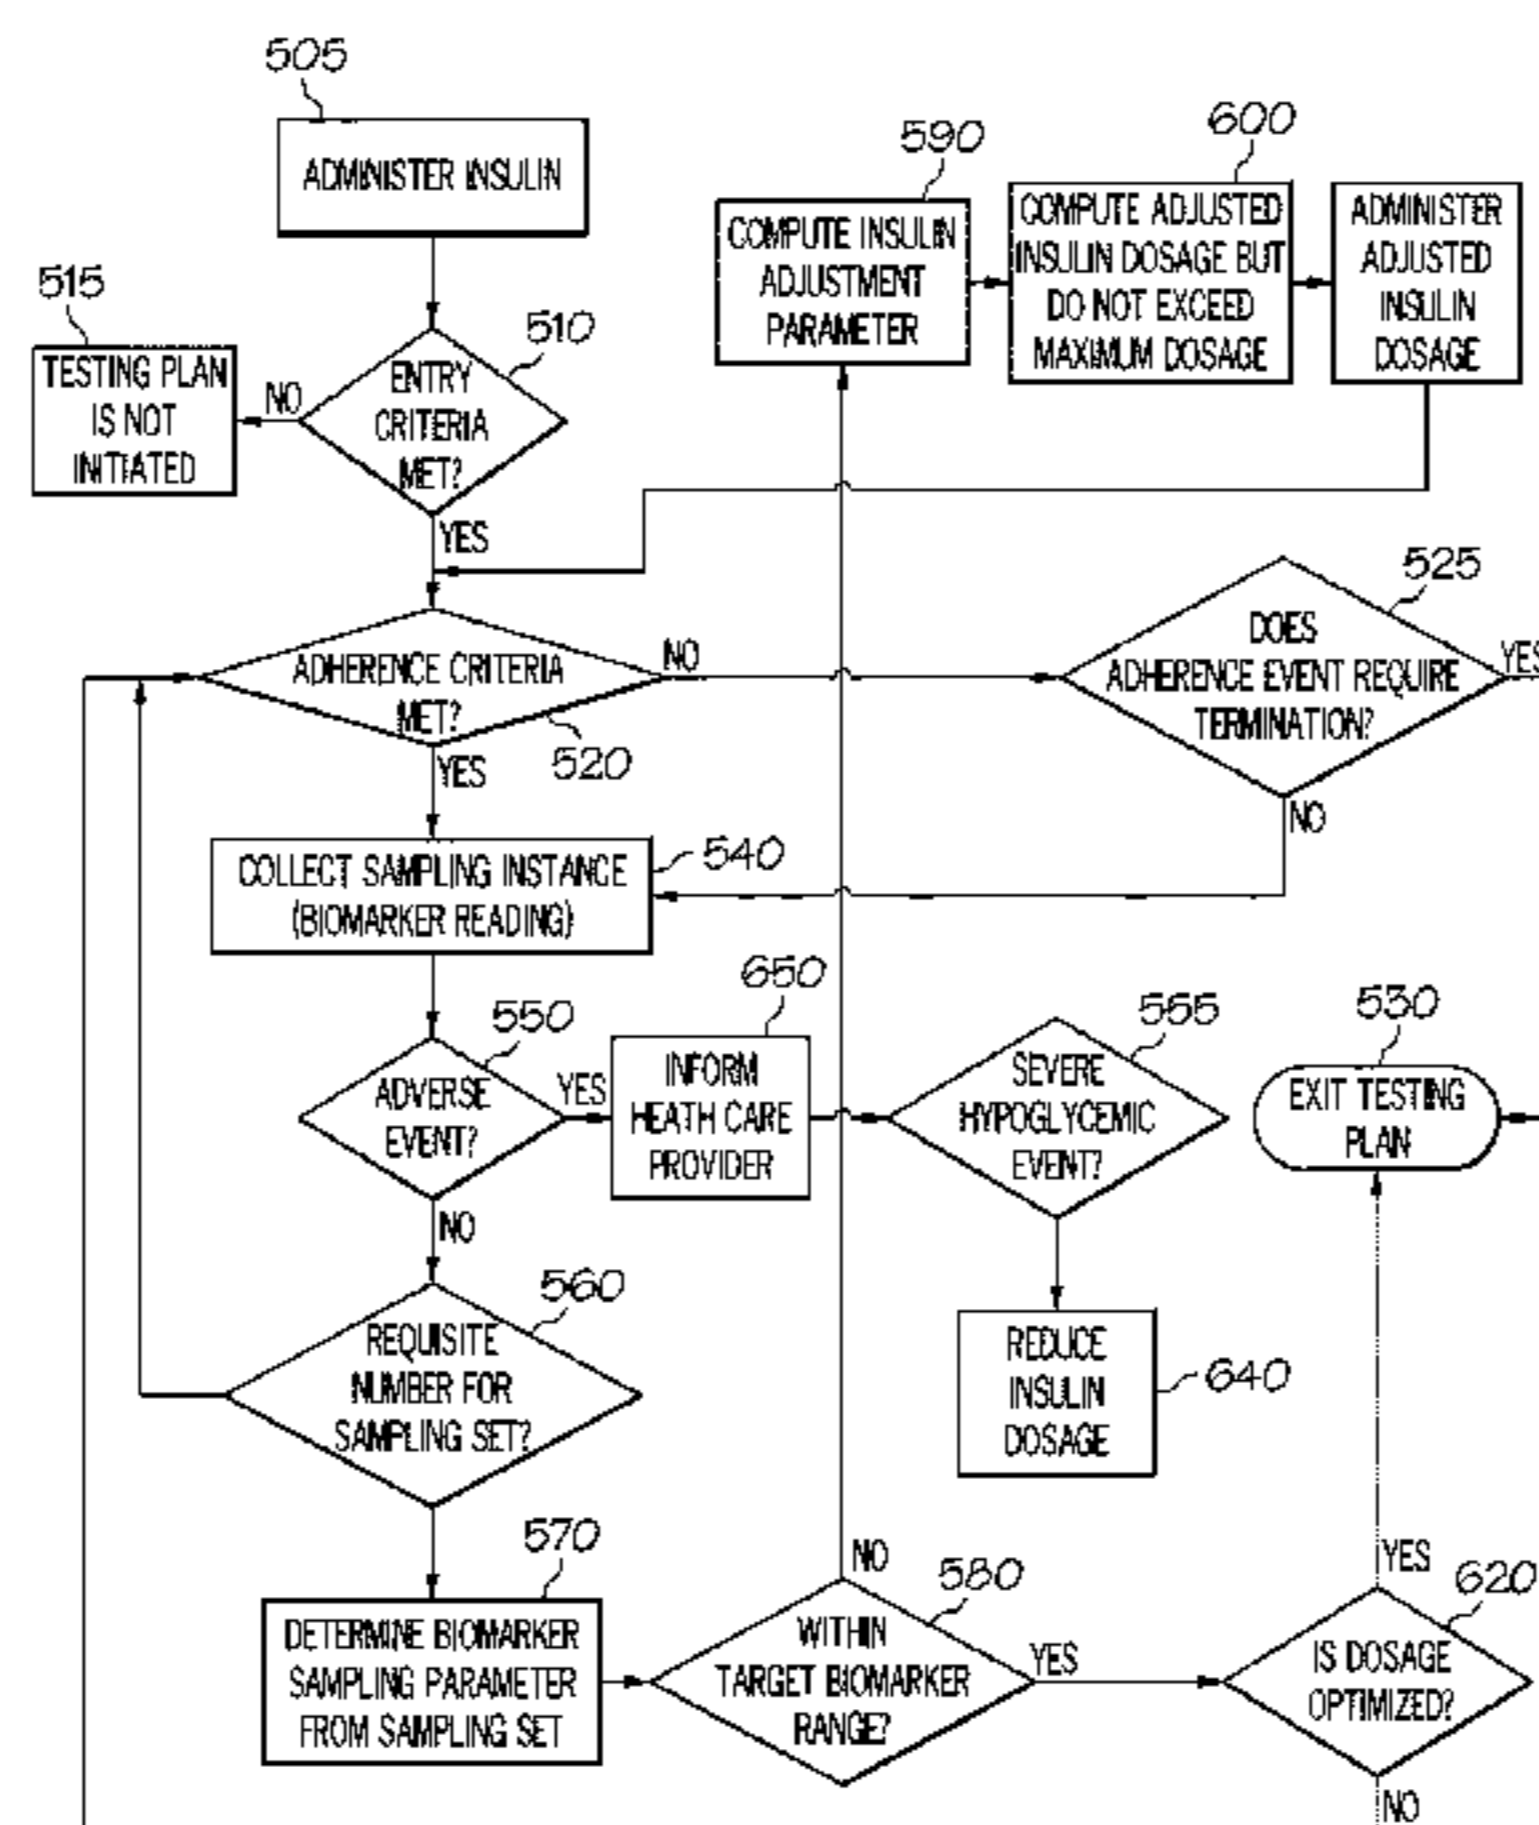 505
ADMINISTER INSULIN
590
600
COMPUTE INSULIN
ADJUSTMENT
PARAMETER
COMPUTE ADJUSTED
INSULIN DOSAGE BUT
DO NOT EXCEED
MAXIMUM DOSAGE
ADMINISTER
ADJUSTED
INSULIN
DOSAGE
515
TESTING PLAN
IS NOT
INITIATED
NO
510
ENTRY
CRITERIA
MET?
YES
525
DOES
ADHERENCE EVENT REQUIRE
TERMINATION?
YES
NO
ADHERENCE CRITERIA
MET?
NO
520
YES
COLLECT SAMPLING INSTANCE
(BIOMARKER READING)
540
550
ADVERSE
EVENT?
YES
NO
650
INFORM
HEATH CARE
PROVIDER
555
SEVERE
HYPOGLYCEMIC
EVENT?
530
EXIT TESTING
PLAN
560
REQUISITE
NUMBER FOR
SAMPLING SET?
REDUCE
INSULIN
DOSAGE
640
570
DETERMINE BIOMARKER
SAMPLING PARAMETER
FROM SAMPLING SET
NO
580
WITHIN
TARGET BIOMARKER
RANGE?
YES
YES
620
IS DOSAGE
OPTIMIZED?
NO